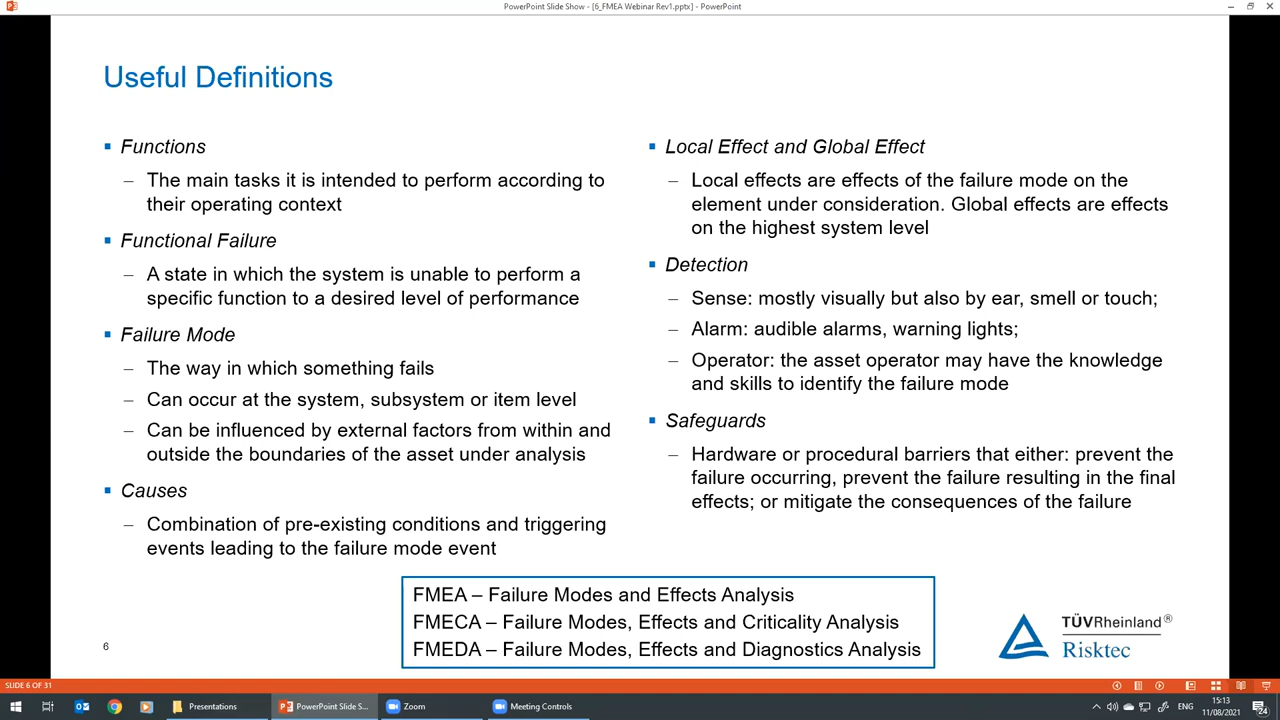 PowerPoint Slide Show - [6_FMEA Webinar Rev1.pptx] - PowerPoint
Useful Definitions
Functions
– The main tasks it is intended to perform according to
their operating context
Functional Failure
– A state in which the system is unable to perform a
specific function to a desired level of performance
Failure Mode
– The way in which something fails
– Can occur at the system, subsystem or item level
– Can be influenced by external factors from within and
outside the boundaries of the asset under analysis
Causes
– Combination of pre-existing conditions and triggering
events leading to the failure mode event
Local Effect and Global Effect
– Local effects are effects of the failure mode on the
element under consideration. Global effects are effects
on the highest system level
Detection
– Sense: mostly visually but also by ear, smell or touch;
– Alarm: audible alarms, warning lights;
– Operator: the asset operator may have the knowledge
and skills to identify the failure mode
Safeguards
– Hardware or procedural barriers that either: prevent the
failure occurring, prevent the failure resulting in the final
effects; or mitigate the consequences of the failure
FMEA – Failure Modes and Effects Analysis
FMECA – Failure Modes, Effects and Criticality Analysis
FMEDA – Failure Modes, Effects and Diagnostics Analysis
6
TÜVRheinland®
Risktec
SLIDE 6 OF 31
Presentations
PowerPoint Slide S...
Zoom
Meeting Controls
ENG
15:13
11/08/2021
24